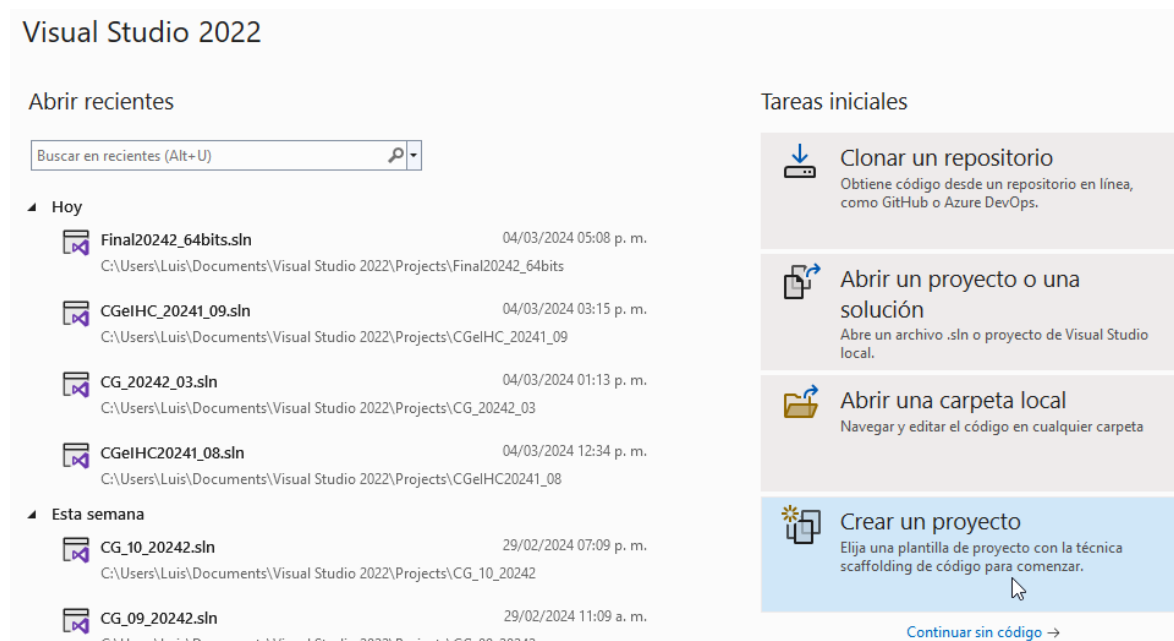 Visual Studio 2022
Abrir recientes
Buscar en recientes (Alt+U)
Hoy
Final20242_64bits.sln 04/03/2024 05:08 p. m.
C:\Users\Luis\Documents\Visual Studio 2022\Projects\Final20242_64bits
CGeIHC_20241_09.sln 04/03/2024 03:15 p. m.
C:\Users\Luis\Documents\Visual Studio 2022\Projects\CGeIHC_20241_09
CG_20242_03.sln 04/03/2024 01:13 p. m.
C:\Users\Luis\Documents\Visual Studio 2022\Projects\CG_20242_03
CGeIHC20241_08.sln 04/03/2024 12:34 p. m.
C:\Users\Luis\Documents\Visual Studio 2022\Projects\CGeIHC20241_08
Esta semana
CG_10_20242.sln 29/02/2024 07:09 p. m.
C:\Users\Luis\Documents\Visual Studio 2022\Projects\CG_10_20242
CG_09_20242.sln 29/02/2024 11:09 a. m.
Tareas iniciales
Clonar un repositorio
Obtiene código desde un repositorio en línea,
como GitHub o Azure DevOps.
Abrir un proyecto o una
solución
Abre un archivo .sln o proyecto de Visual Studio
local.
Abrir una carpeta local
Navegar y editar el código en cualquier carpeta
Crear un proyecto
Elija una plantilla de proyecto con la técnica
scaffolding de código para comenzar.
Continuar sin código →